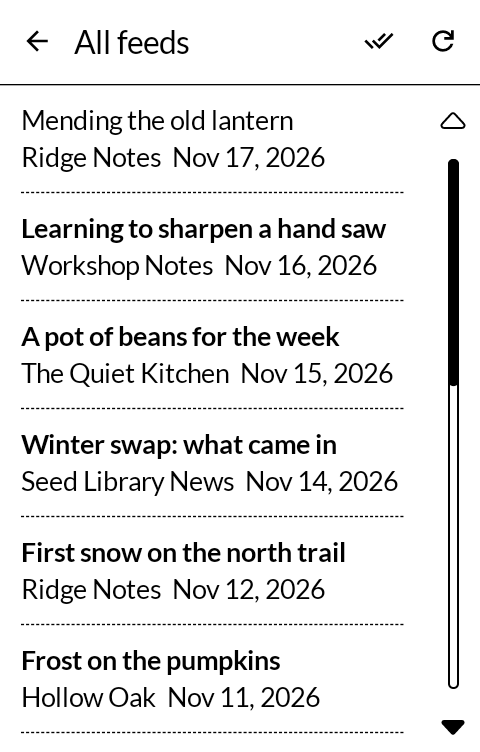 All feeds
Mending the old lantern
Ridge Notes Nov 17, 2026
Learning to sharpen a hand saw
Workshop Notes Nov 16, 2026
A pot of beans for the week
The Quiet Kitchen Nov 15, 2026
Winter swap: what came in
Seed Library News Nov 14, 2026
First snow on the north trail
Ridge Notes Nov 12, 2026
Frost on the pumpkins
Hollow Oak Nov 11, 2026